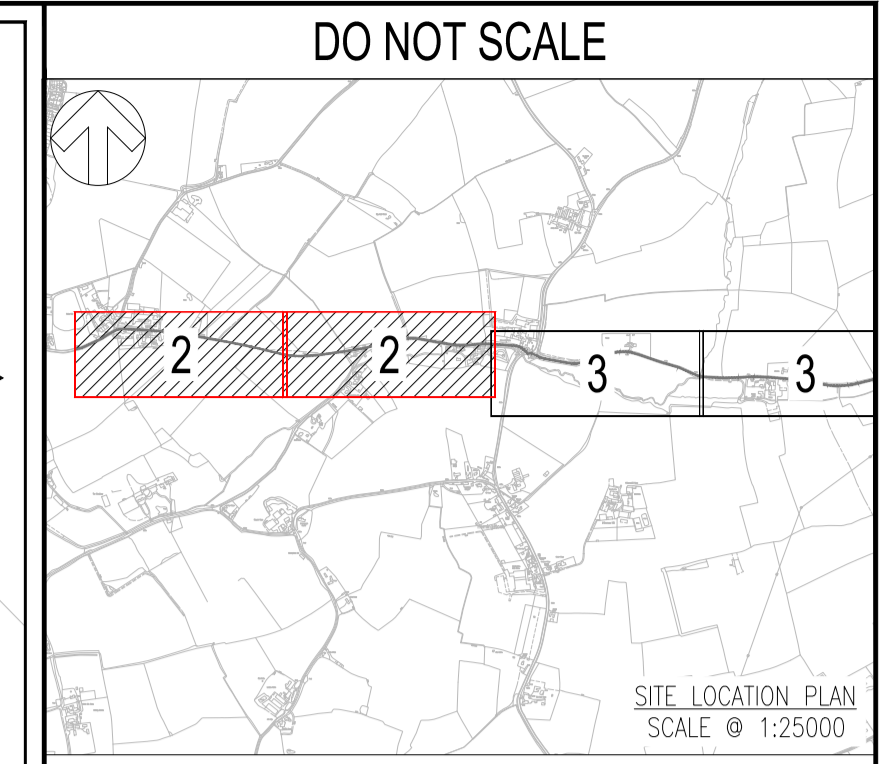 DO NOT SCALE
2 2
3 3
SITE LOCATION PLAN
SCALE @ 1:25000